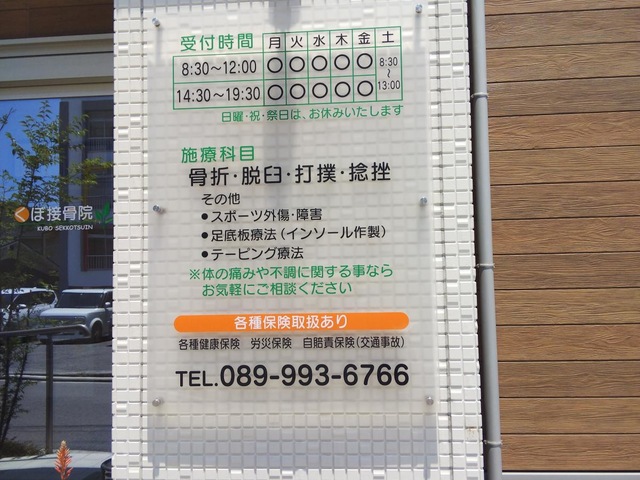 受付時間 月 火 水 木 金 土
8:30～12:00 ○ ○ ○ ○ ○ 8:30～13:00
14:30～19:30 ○ ○ ○ ○ ○
日曜・祝・祭日は、お休みいたします
施療科目
骨折・脱臼・打撲・捻挫
その他
●スポーツ外傷・障害
●足底板療法（インソール作製）
●テーピング療法
※体の痛みや不調に関する事なら
お気軽にご相談ください
各種保険取扱あり
各種健康保険 労災保険 自賠責保険（交通事故）
TEL.089-993-6766
くぼ接骨院
KUBO SEKKOTSUIN